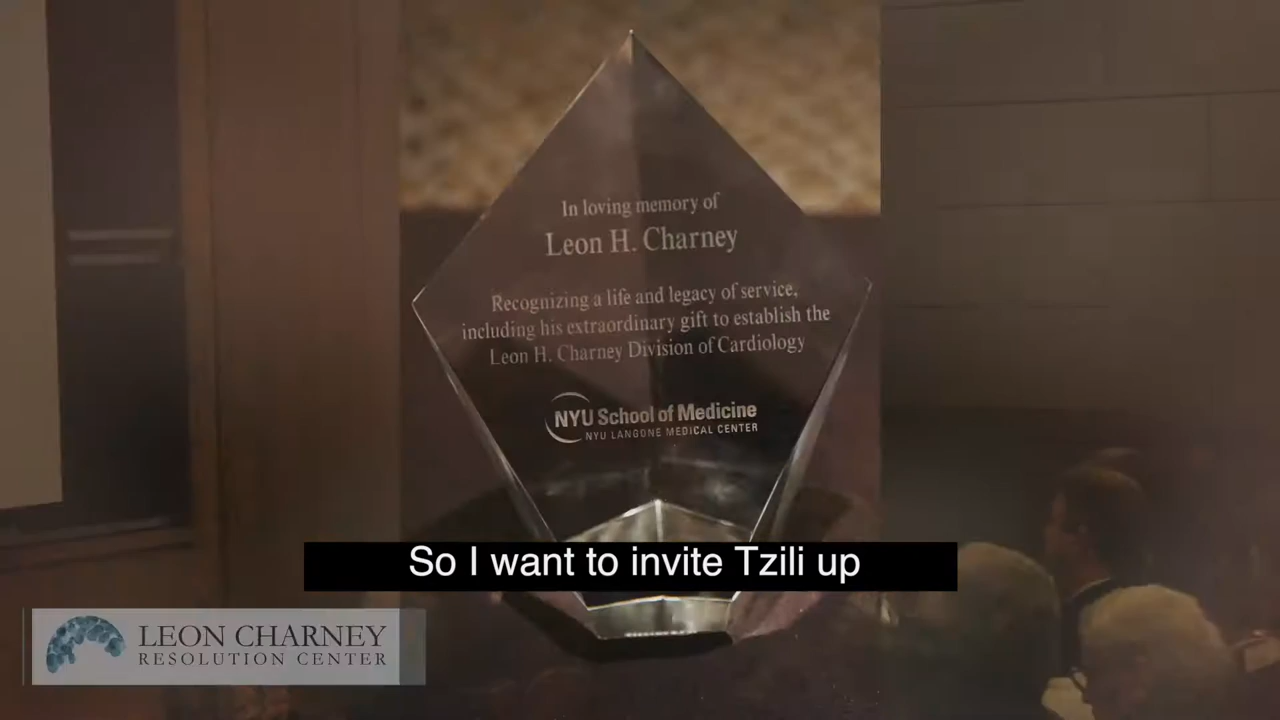 In loving memory of
Leon H. Charney
Recognizing a life and legacy of service,
including his extraordinary gift to establish the
Leon H. Charney Division of Cardiology
NYU School of Medicine
NYU LANGONE MEDICAL CENTER
So I want to invite Tzili up
LEON CHARNEY
RESOLUTION CENTER